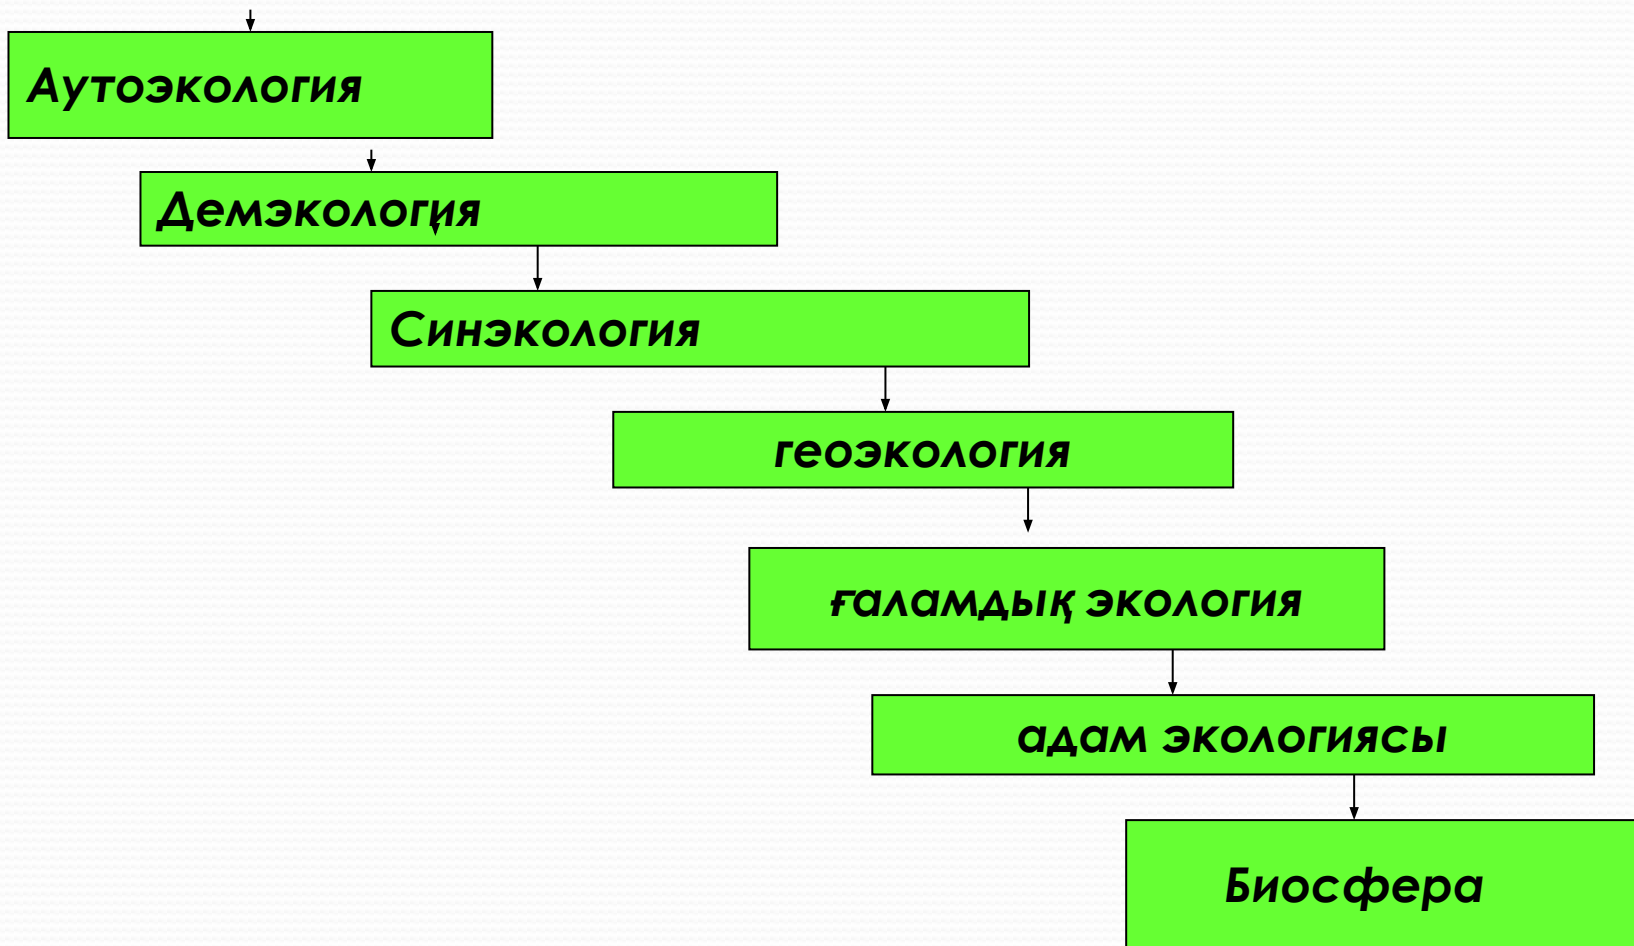 Аутоэкология
Демэкология
Синэкология
геоэкология
ғаламдық экология
адам экологиясы
Биосфера